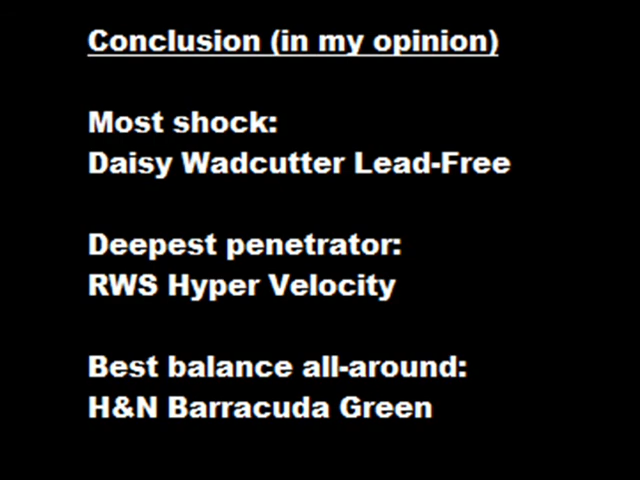 Conclusion (in my opinion)
Most shock:
Daisy Wadcutter Lead-Free
Deepest penetrator:
RWS Hyper Velocity
Best balance all-around:
H&N Barracuda Green